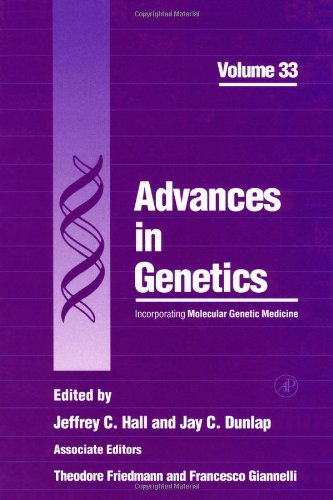 Volume 33
Advances
in
Genetics
Incorporating Molecular Genetic Medicine
AP
Edited by
Jeffrey C. Hall and Jay C. Dunlap
Associate Editors
Theodore Friedmann and Francesco Giannelli